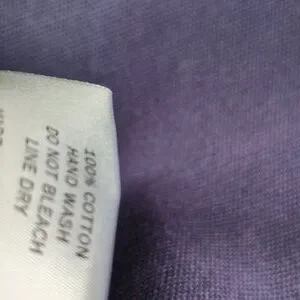 100% COTTON
HAND WASH
DO NOT BLEACH
LINE DRY